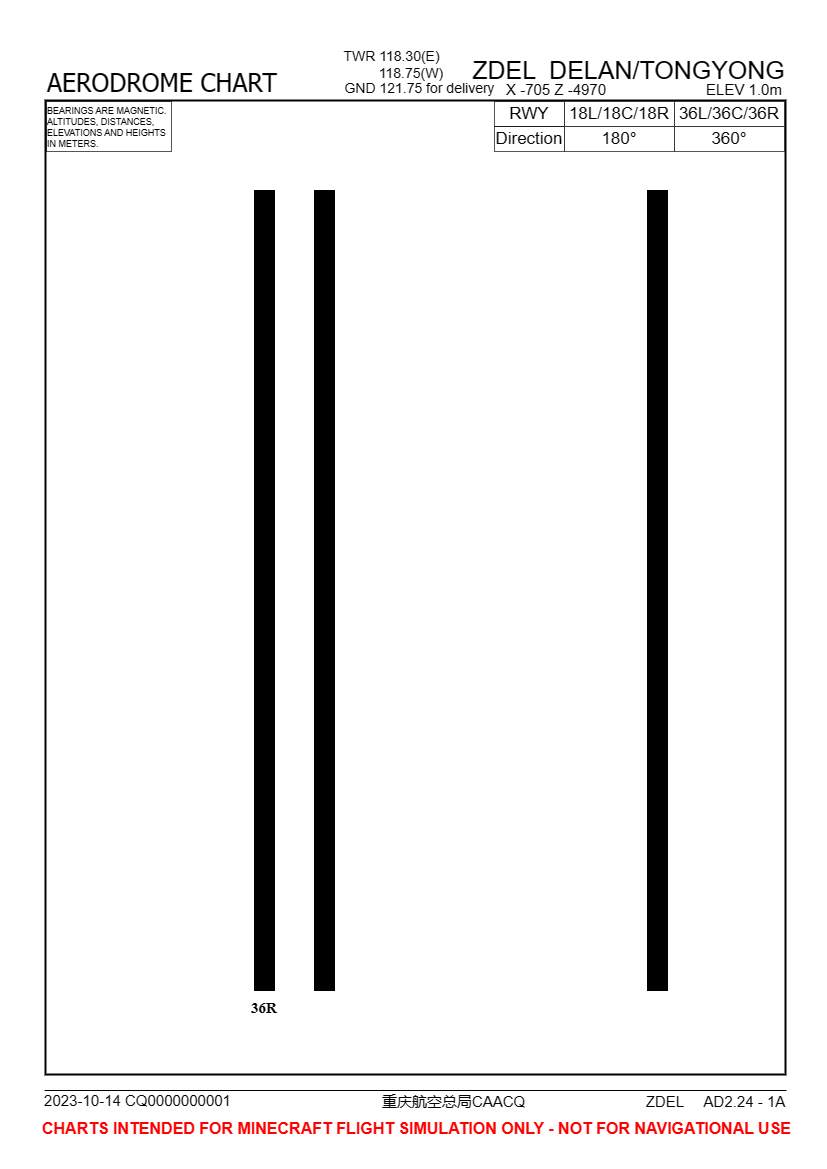 AERODROME CHART
TWR 118.30(E)
118.75(W)
GND 121.75 for delivery
ZDEL DELAN/TONGYONG
X -705 Z -4970
ELEV 1.0m
BEARINGS ARE MAGNETIC.
ALTITUDES, DISTANCES,
ELEVATIONS AND HEIGHTS
IN METERS.
RWY 18L/18C/18R 36L/36C/36R
Direction 180° 360°
36R
2023-10-14 CQ0000000001
重庆航空总局CAACQ
ZDEL AD2.24 - 1A
CHARTS INTENDED FOR MINECRAFT FLIGHT SIMULATION ONLY - NOT FOR NAVIGATIONAL USE